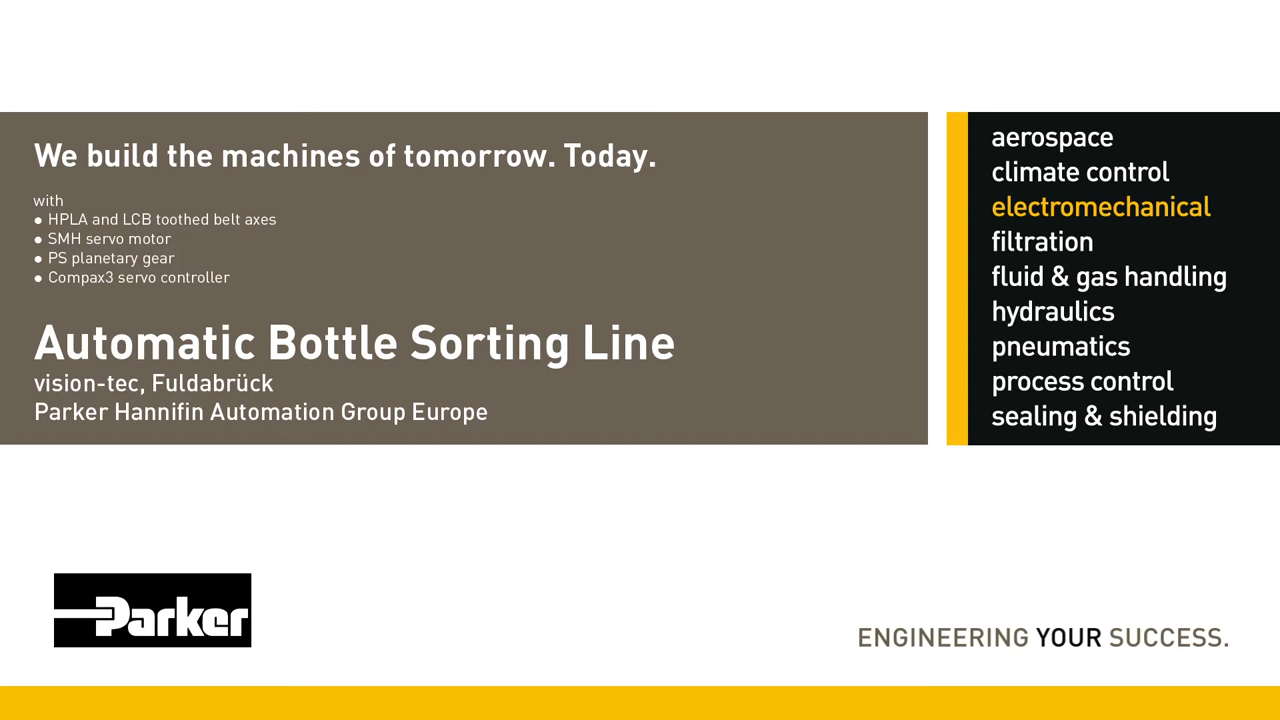 We build the machines of tomorrow. Today.
with
● HPLA and LCB toothed belt axes
● SMH servo motor
● PS planetary gear
● Compax3 servo controller
Automatic Bottle Sorting Line
vision-tec, Fuldabrück
Parker Hannifin Automation Group Europe
aerospace
climate control
electromechanical
filtration
fluid & gas handling
hydraulics
pneumatics
process control
sealing & shielding
Parker
ENGINEERING YOUR SUCCESS.